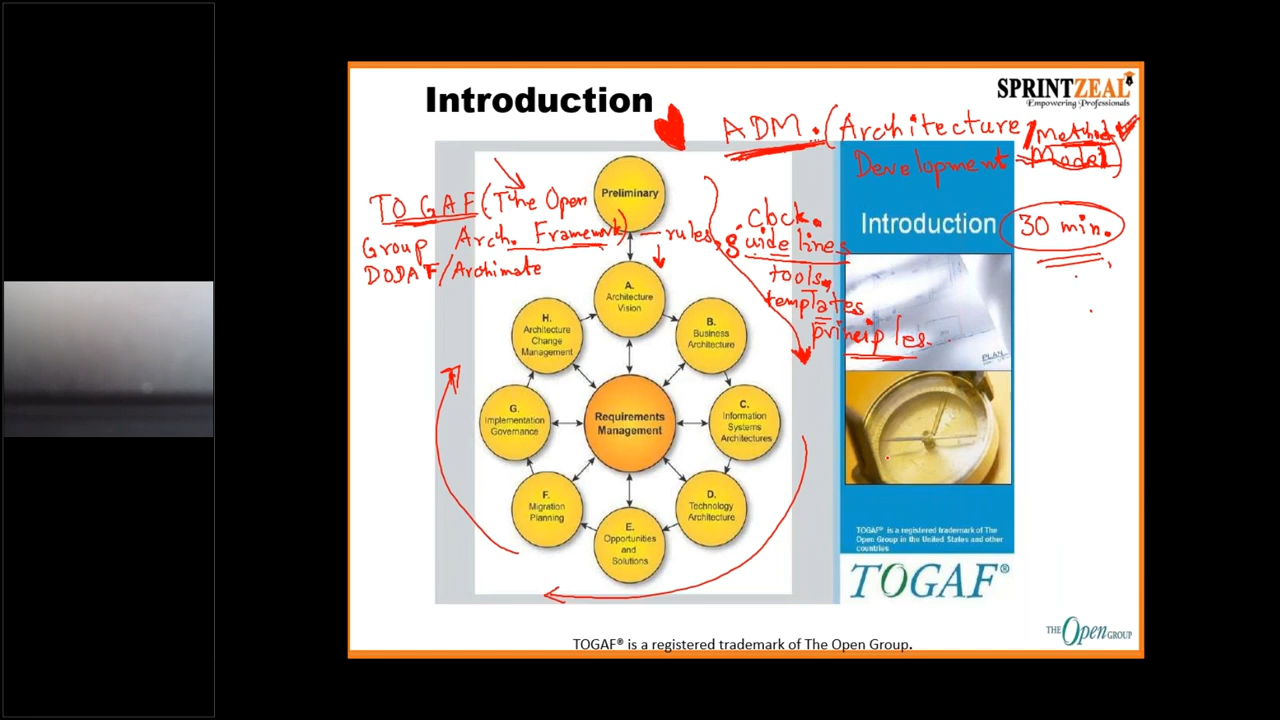 Introduction
SPRINTZEAL
Empowering Professionals
ADM. (Architecture / Method
Development Model)
TOGAF (The Open
Group Arch. Framework) — rules,
DODAF/Archimate
clock.
guidelines
tools,
templates
principles.
Introduction
30 min.
Preliminary
A.
Architecture
Vision
B.
Business
Architecture
C.
Information
Systems
Architectures
D.
Technology
Architecture
E.
Opportunities
and
Solutions
F.
Migration
Planning
G.
Implementation
Governance
H.
Architecture
Change
Management
Requirements
Management
PLAN
TOGAF® is a registered trademark of The
Open Group in the United States and other
countries
TOGAF®
THE Open GROUP
TOGAF® is a registered trademark of The Open Group.